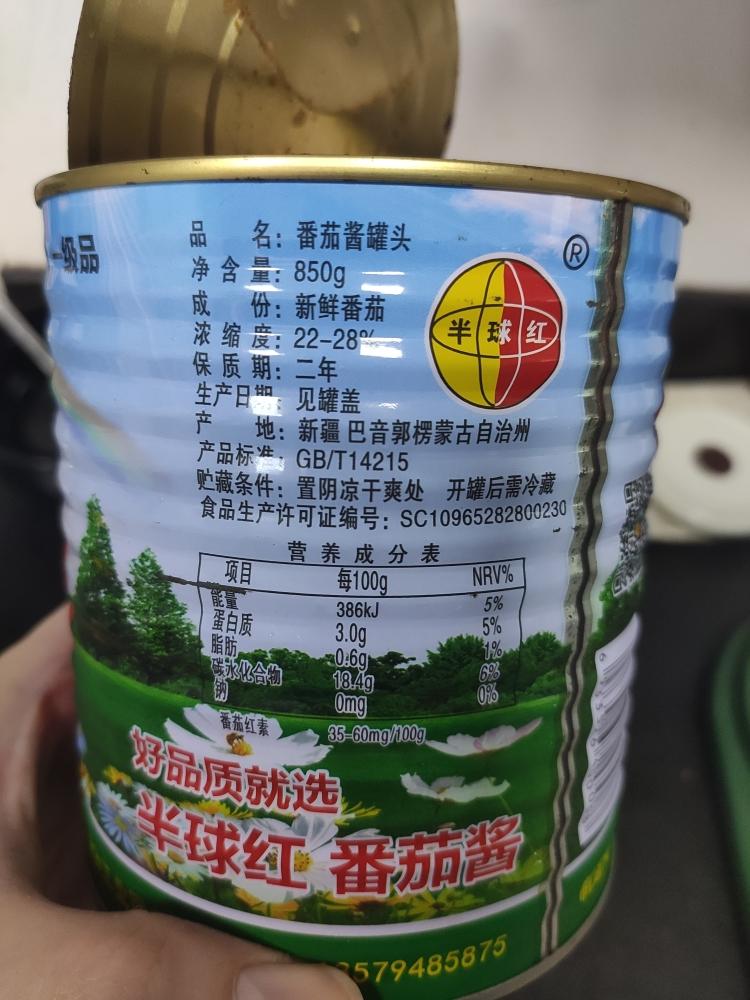 一级品
品 名：番茄酱罐头
净 含 量：850g
成 份：新鲜番茄
浓 缩 度：22-28%
保 质 期：二年
生产日期：见罐盖
产 地：新疆 巴音郭楞蒙古自治州
产品标准：GB/T14215
贮藏条件：置阴凉干爽处 开罐后需冷藏
食品生产许可证编号：SC10965282800230
®
半球红
营 养 成 分 表
项目 每100g NRV%
能量 386kJ 5%
蛋白质 3.0g 5%
脂肪 0.6g 1%
碳水化合物 18.4g 6%
钠 0mg 0%
番茄红素 35-60mg/100g
好品质就选
半球红 番茄酱
3579485875